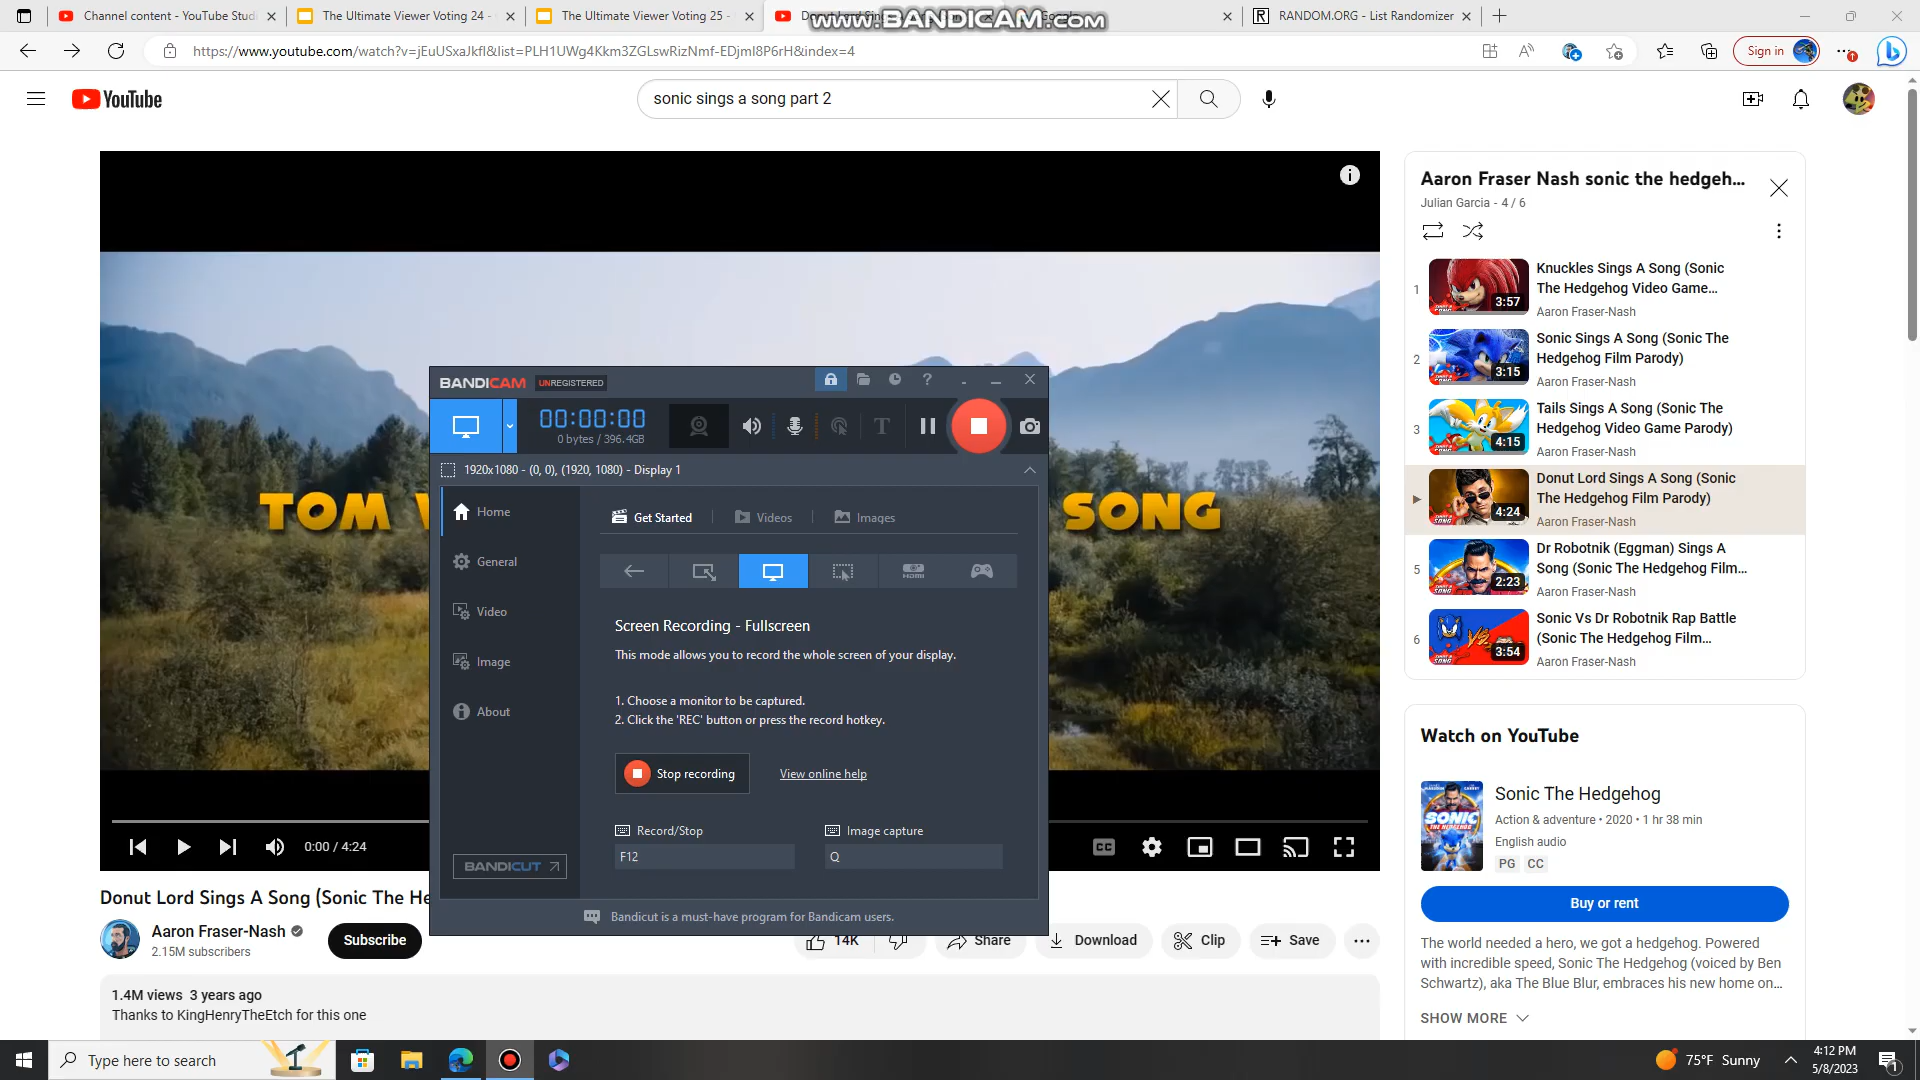 Channel content - YouTube Studi
The Ultimate Viewer Voting 24 -
The Ultimate Viewer Voting 25 -
www.BANDICAM.com
RANDOM.ORG - List Randomizer
https://www.youtube.com/watch?v=jEuUSxaJkfI&list=PLH1UWg4Kkm3ZGLswRizNmf-EDjmI8P6rH&index=4
Sign in
YouTube
sonic sings a song part 2
TOM
SONG
BANDICAM UNREGISTERED
00:00:00
0 bytes / 396.4GB
1920x1080 - (0, 0), (1920, 1080) - Display 1
Home
General
Video
Image
About
BANDICUT
Get Started
Videos
Images
HDMI
Screen Recording - Fullscreen
This mode allows you to record the whole screen of your display.
1. Choose a monitor to be captured.
2. Click the 'REC' button or press the record hotkey.
Stop recording
View online help
Record/Stop
Image capture
F12
Q
Bandicut is a must-have program for Bandicam users.
0:00 / 4:24
CC
Donut Lord Sings A Song (Sonic The He
Aaron Fraser-Nash
2.15M subscribers
Subscribe
14K
Share
Download
Clip
Save
1.4M views 3 years ago
Thanks to KingHenryTheEtch for this one
Aaron Fraser Nash sonic the hedgeh...
Julian Garcia - 4 / 6
1
3:57
Knuckles Sings A Song (Sonic
The Hedgehog Video Game...
Aaron Fraser-Nash
2
3:15
Sonic Sings A Song (Sonic The
Hedgehog Film Parody)
Aaron Fraser-Nash
3
4:15
Tails Sings A Song (Sonic The
Hedgehog Video Game Parody)
Aaron Fraser-Nash
4:24
Donut Lord Sings A Song (Sonic
The Hedgehog Film Parody)
Aaron Fraser-Nash
5
2:23
Dr Robotnik (Eggman) Sings A
Song (Sonic The Hedgehog Film...
Aaron Fraser-Nash
6
3:54
Sonic Vs Dr Robotnik Rap Battle
(Sonic The Hedgehog Film...
Aaron Fraser-Nash
Watch on YouTube
Sonic The Hedgehog
Action & adventure • 2020 • 1 hr 38 min
English audio
PG CC
Buy or rent
The world needed a hero, we got a hedgehog. Powered
with incredible speed, Sonic The Hedgehog (voiced by Ben
Schwartz), aka The Blue Blur, embraces his new home on...
SHOW MORE
Type here to search
75°F Sunny
4:12 PM
5/8/2023
1